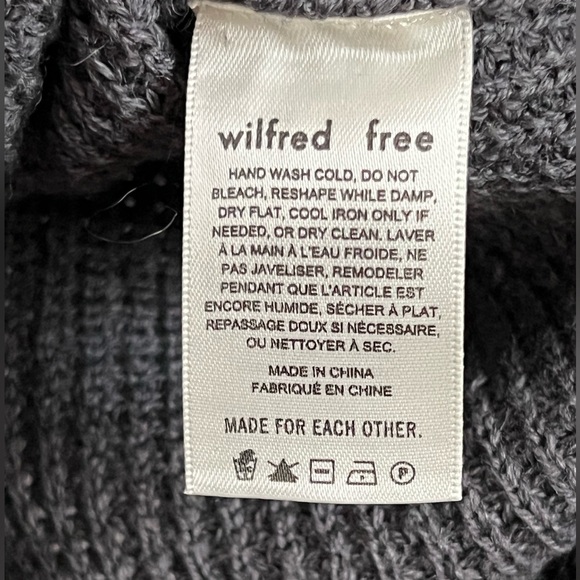 wilfred free
HAND WASH COLD, DO NOT
BLEACH, RESHAPE WHILE DAMP,
DRY FLAT, COOL IRON ONLY IF
NEEDED, OR DRY CLEAN. LAVER
À LA MAIN À L'EAU FROIDE, NE
PAS JAVELISER, REMODELER
PENDANT QUE L'ARTICLE EST
ENCORE HUMIDE, SÉCHER À PLAT,
REPASSAGE DOUX SI NÉCESSAIRE,
OU NETTOYER À SEC.
MADE IN CHINA
FABRIQUÉ EN CHINE
MADE FOR EACH OTHER.
P